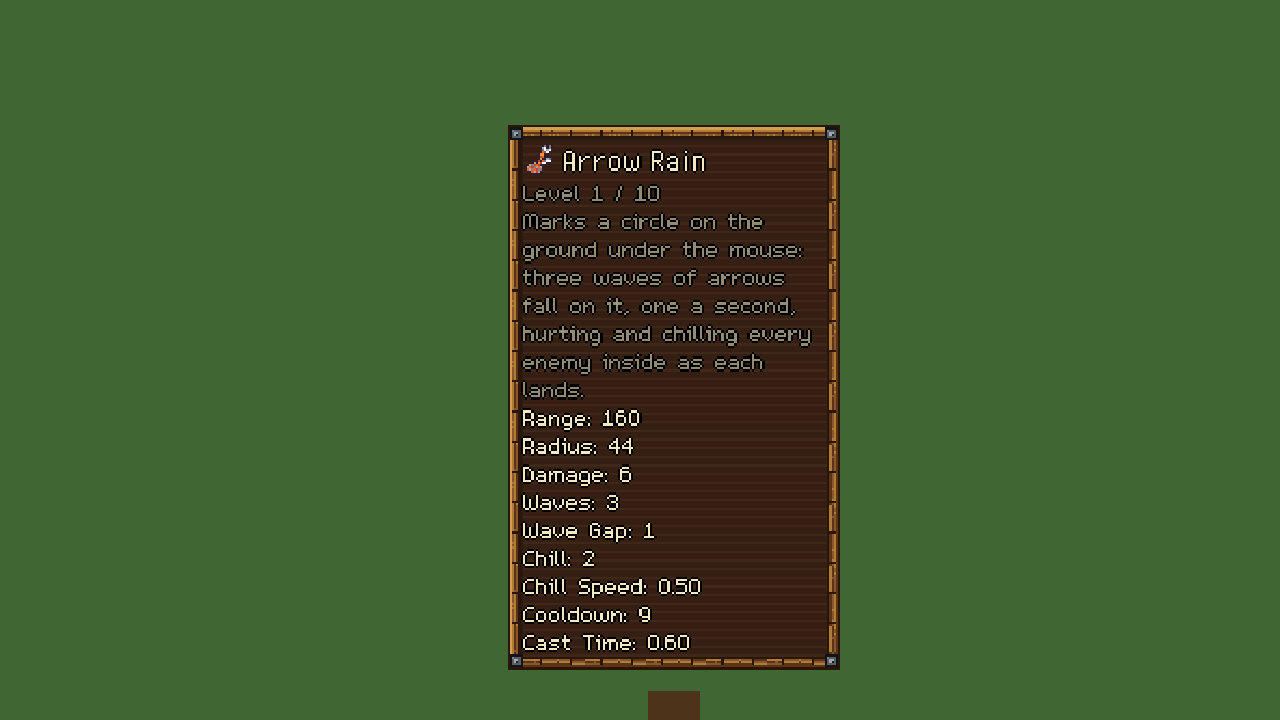 Arrow Rain
Level 1 / 10
Marks a circle on the
ground under the mouse:
three waves of arrows
fall on it, one a second,
hurting and chilling every
enemy inside as each
lands.
Range: 160
Radius: 44
Damage: 6
Waves: 3
Wave Gap: 1
Chill: 2
Chill Speed: 0.50
Cooldown: 9
Cast Time: 0.60